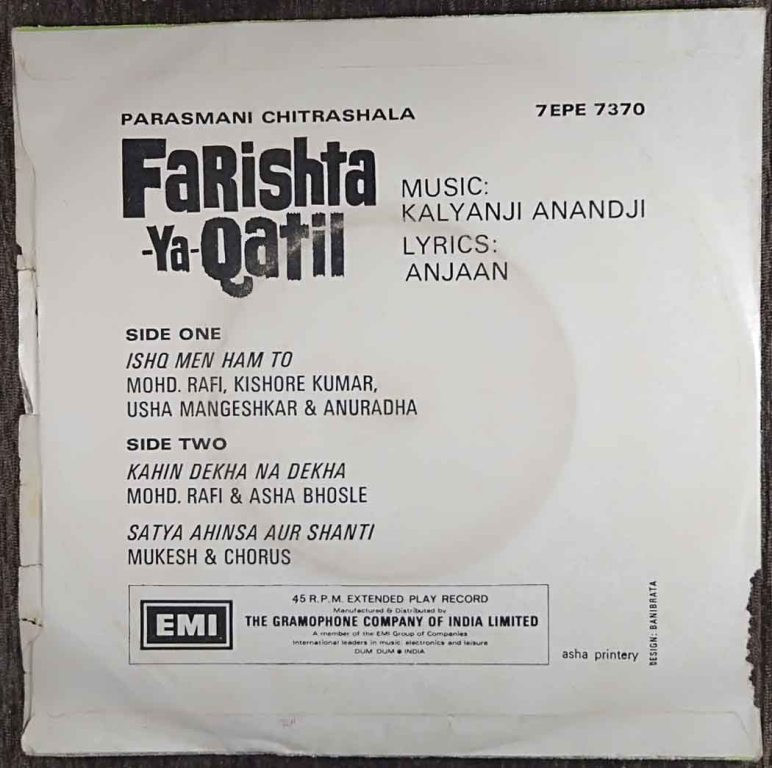 PARASMANI CHITRASHALA
7EPE 7370
FaRishta
-Ya-Qatil
MUSIC:
KALYANJI ANANDJI
LYRICS:
ANJAAN
SIDE ONE
ISHQ MEN HAM TO
MOHD. RAFI, KISHORE KUMAR,
USHA MANGESHKAR & ANURADHA
SIDE TWO
KAHIN DEKHA NA DEKHA
MOHD. RAFI & ASHA BHOSLE
SATYA AHINSA AUR SHANTI
MUKESH & CHORUS
EMI
45 R.P.M. EXTENDED PLAY RECORD
Manufactured & Distributed by
THE GRAMOPHONE COMPANY OF INDIA LIMITED
A member of the EMI Group of Companies
International leaders in music electronics and leisure
DUM DUM ● INDIA
asha printery
DESIGN: BANIBRATA